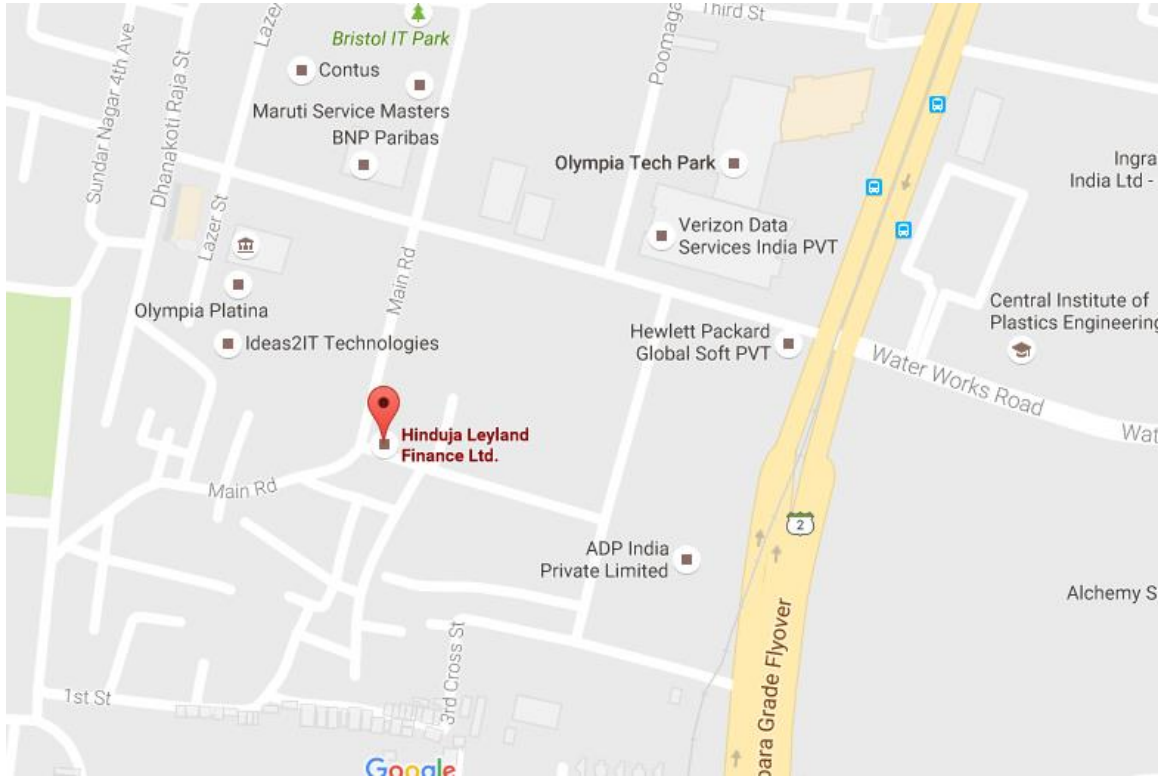 Third St
Bristol IT Park
Contus
Maruti Service Masters
BNP Paribas
Sundar Nagar 4th Ave
Dhanakoti Raja St
Lazer St
Main Rd
Olympia Tech Park
Verizon Data
Services India PVT
India Ltd -
Olympia Platina
Ideas2IT Technologies
Hewlett Packard
Global Soft PVT
Central Institute of
Plastics Engineering
Water Works Road
Hinduja Leyland
Finance Ltd.
Main Rd
2
ADP India
Private Limited
Alchemy S
Grade Flyover
3rd Cross St
1st St
Google